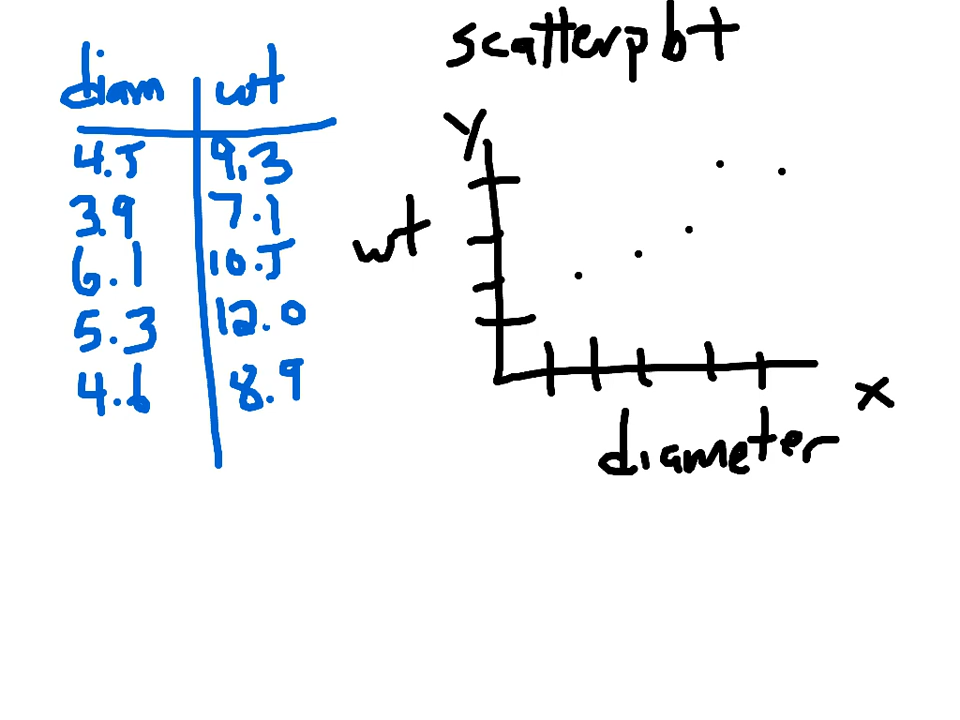 scatterplot
diam wt
4.5 9.3
3.9 7.1
6.1 10.5
5.3 12.0
4.6 8.9
Y
wt
x
diameter